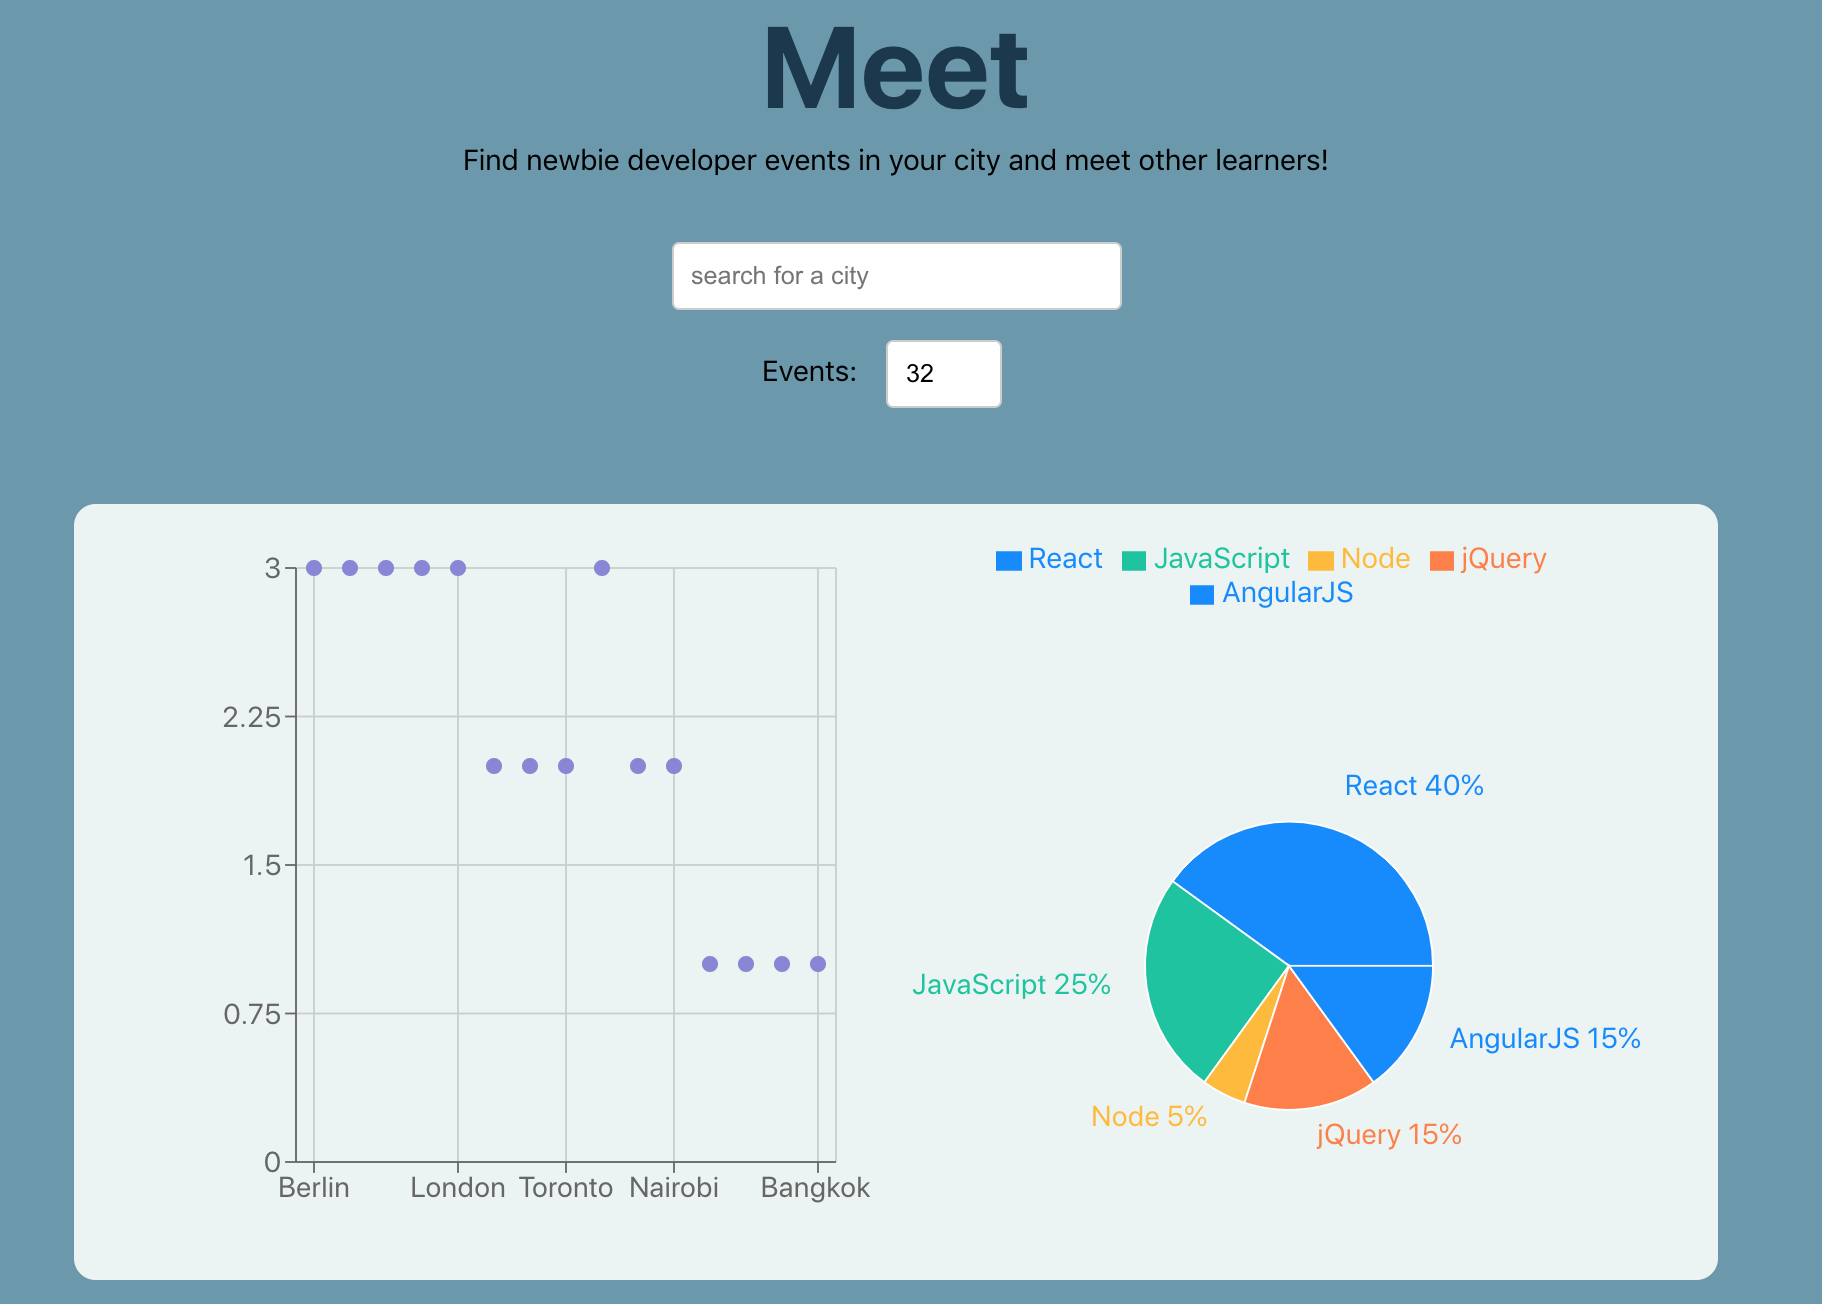 Meet
Find newbie developer events in your city and meet other learners!
search for a city
Events: 32
3
2.25
1.5
0.75
0
Berlin London Toronto Nairobi Bangkok
React JavaScript Node jQuery
AngularJS
React 40%
JavaScript 25%
AngularJS 15%
Node 5%
jQuery 15%